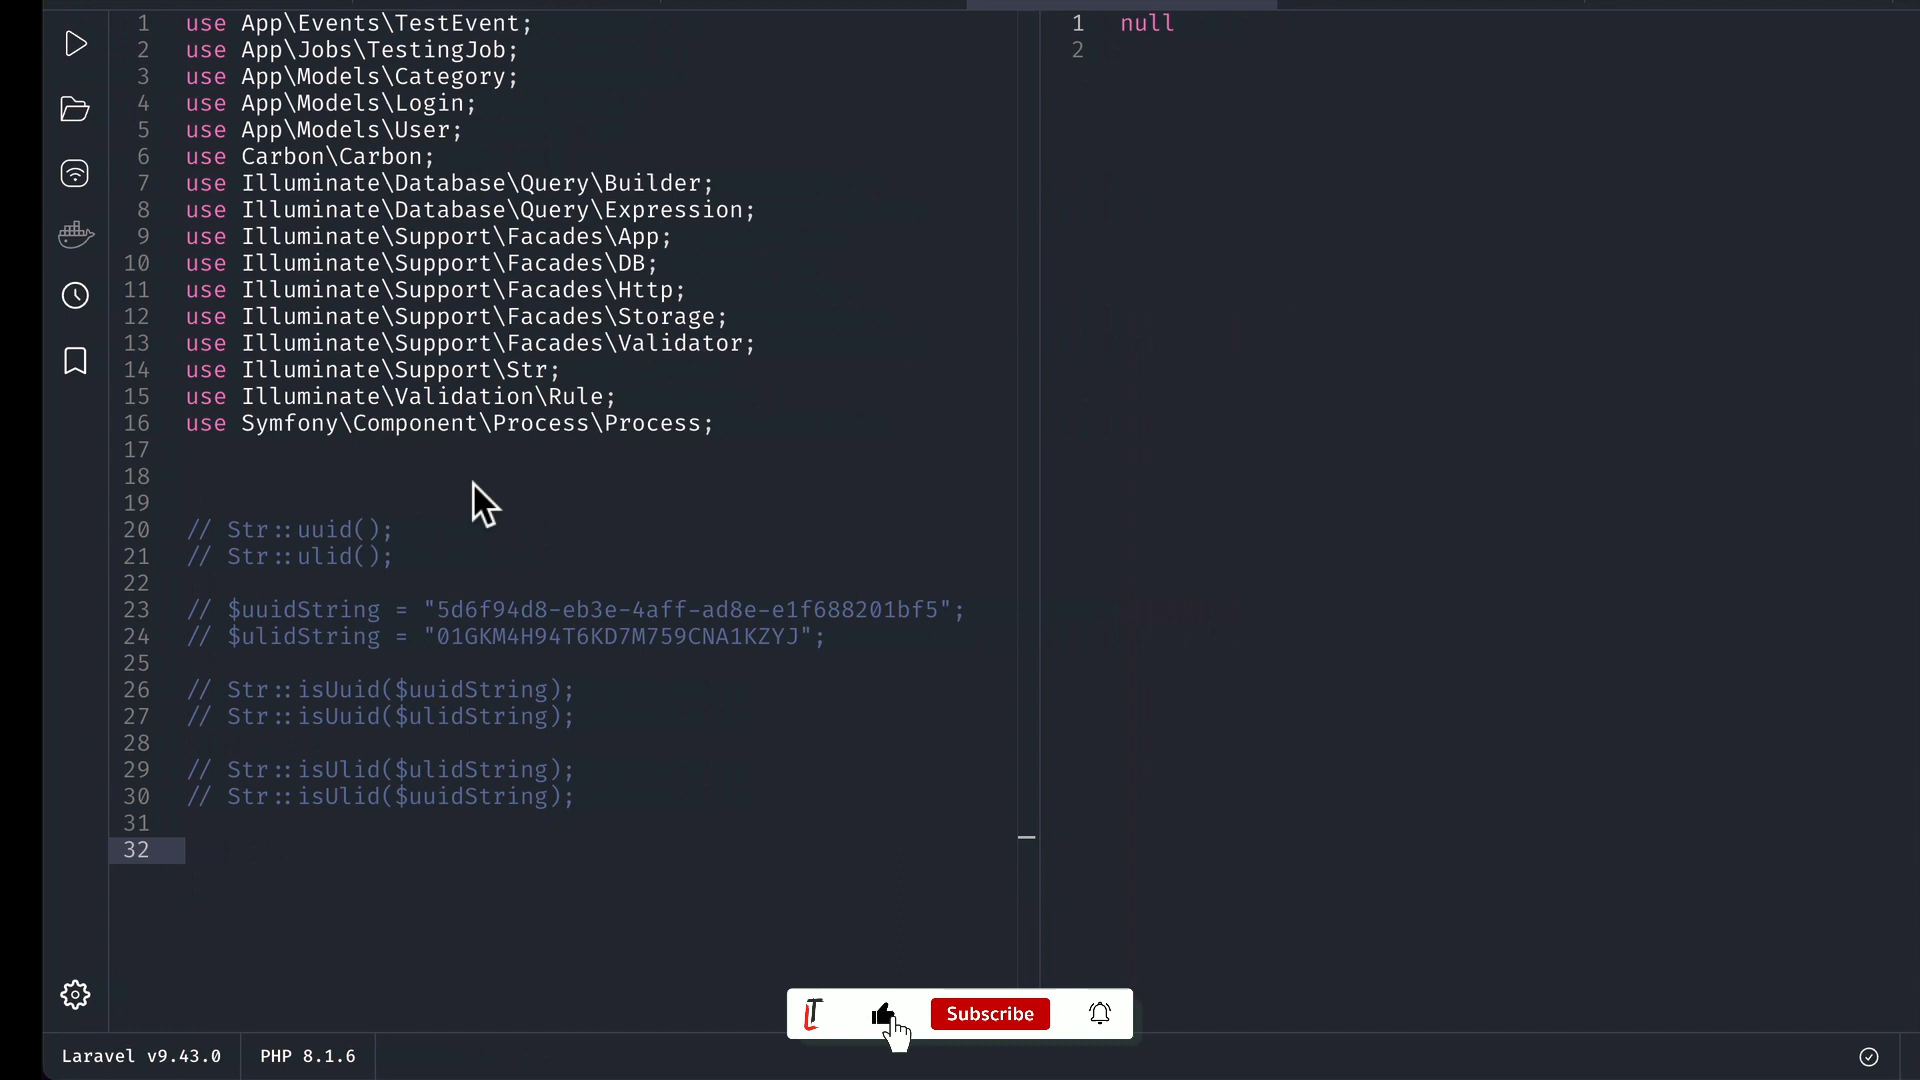 1 use App\Events\TestEvent;
2 use App\Jobs\TestingJob;
3 use App\Models\Category;
4 use App\Models\Login;
5 use App\Models\User;
6 use Carbon\Carbon;
7 use Illuminate\Database\Query\Builder;
8 use Illuminate\Database\Query\Expression;
9 use Illuminate\Support\Facades\App;
10 use Illuminate\Support\Facades\DB;
11 use Illuminate\Support\Facades\Http;
12 use Illuminate\Support\Facades\Storage;
13 use Illuminate\Support\Facades\Validator;
14 use Illuminate\Support\Str;
15 use Illuminate\Validation\Rule;
16 use Symfony\Component\Process\Process;
17
18
19
20 // Str::uuid();
21 // Str::ulid();
22
23 // $uuidString = "5d6f94d8-eb3e-4aff-ad8e-e1f688201bf5";
24 // $ulidString = "01GKM4H94T6KD7M759CNA1KZYJ";
25
26 // Str::isUuid($uuidString);
27 // Str::isUuid($ulidString);
28
29 // Str::isUlid($ulidString);
30 // Str::isUlid($uuidString);
31
32
1 null
2
LT
Subscribe
Laravel v9.43.0
PHP 8.1.6